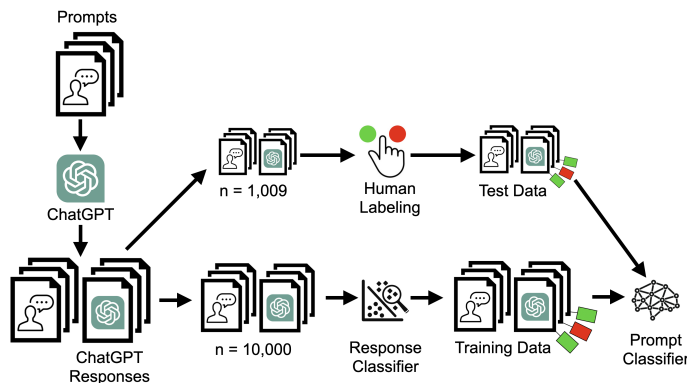 Prompts
ChatGPT
ChatGPT
Responses
n = 1,009
Human
Labeling
Test Data
n = 10,000
Response
Classifier
Training Data
Prompt
Classifier